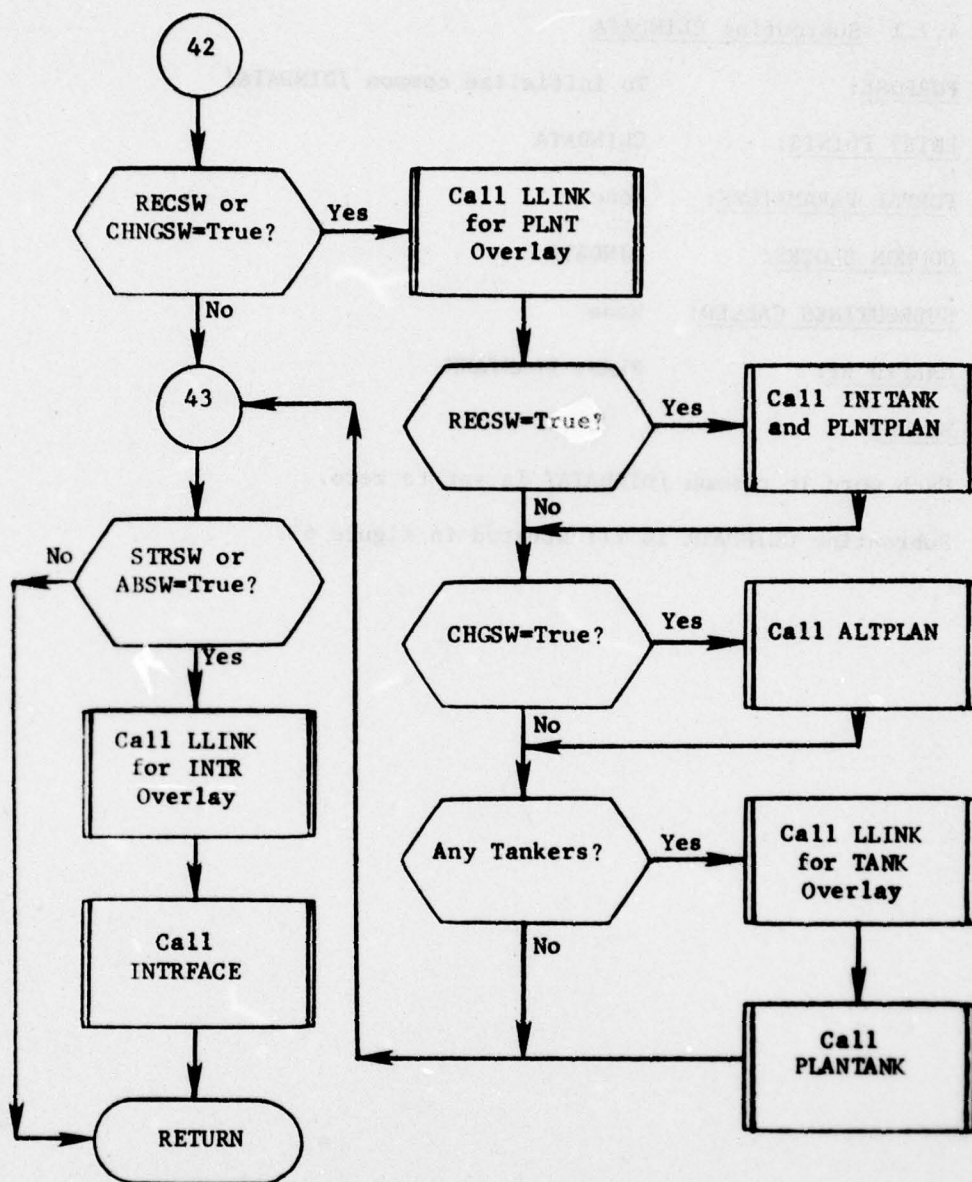 42
RECSW or
CHNGSW=True?
Yes
Call LLINK
for PLNT
Overlay
No
43
RECSW=True?
Yes
Call INITANK
and PLNTPLAN
No
STRSW or
ABSW=True?
No
Yes
CHGSW=True?
Yes
Call ALTPLAN
No
Call LLINK
for INTR
Overlay
Any Tankers?
Yes
Call LLINK
for TANK
Overlay
No
Call
INTRFACE
Call
PLANTANK
RETURN